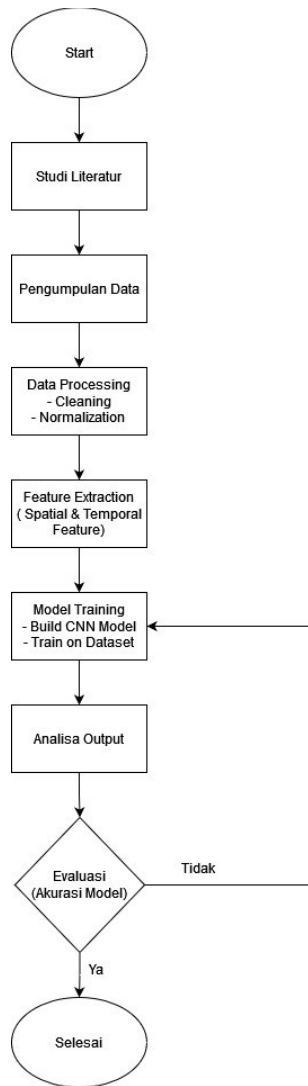 Start
Studi Literatur
Pengumpulan Data
Data Processing
- Cleaning
- Normalization
Feature Extraction
( Spatial & Temporal
Feature)
Model Training
- Build CNN Model
- Train on Dataset
Analisa Output
Evaluasi
(Akurasi Model)
Tidak
Ya
Selesai